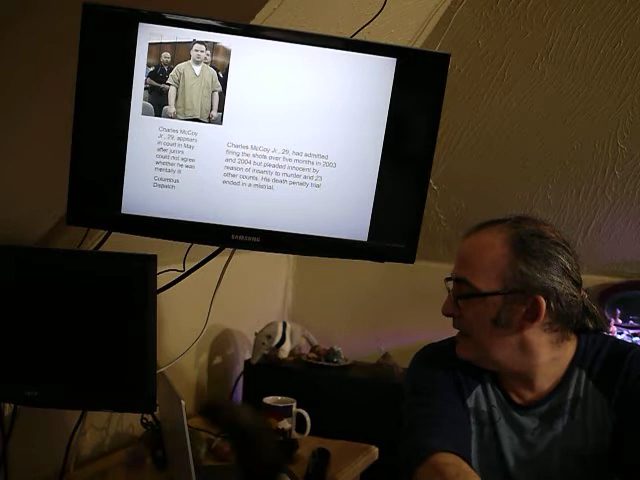 Charles McCoy
Jr., 29, appears
in court in May
after jurors
could not agree
whether he was
mentally ill.
Columbus
Dispatch
Charles McCoy Jr., 29, had admitted
firing the shots over five months in 2003
and 2004 but pleaded innocent by
reason of insanity to murder and 23
other counts. His death penalty trial
ended in a mistrial.
SAMSUNG